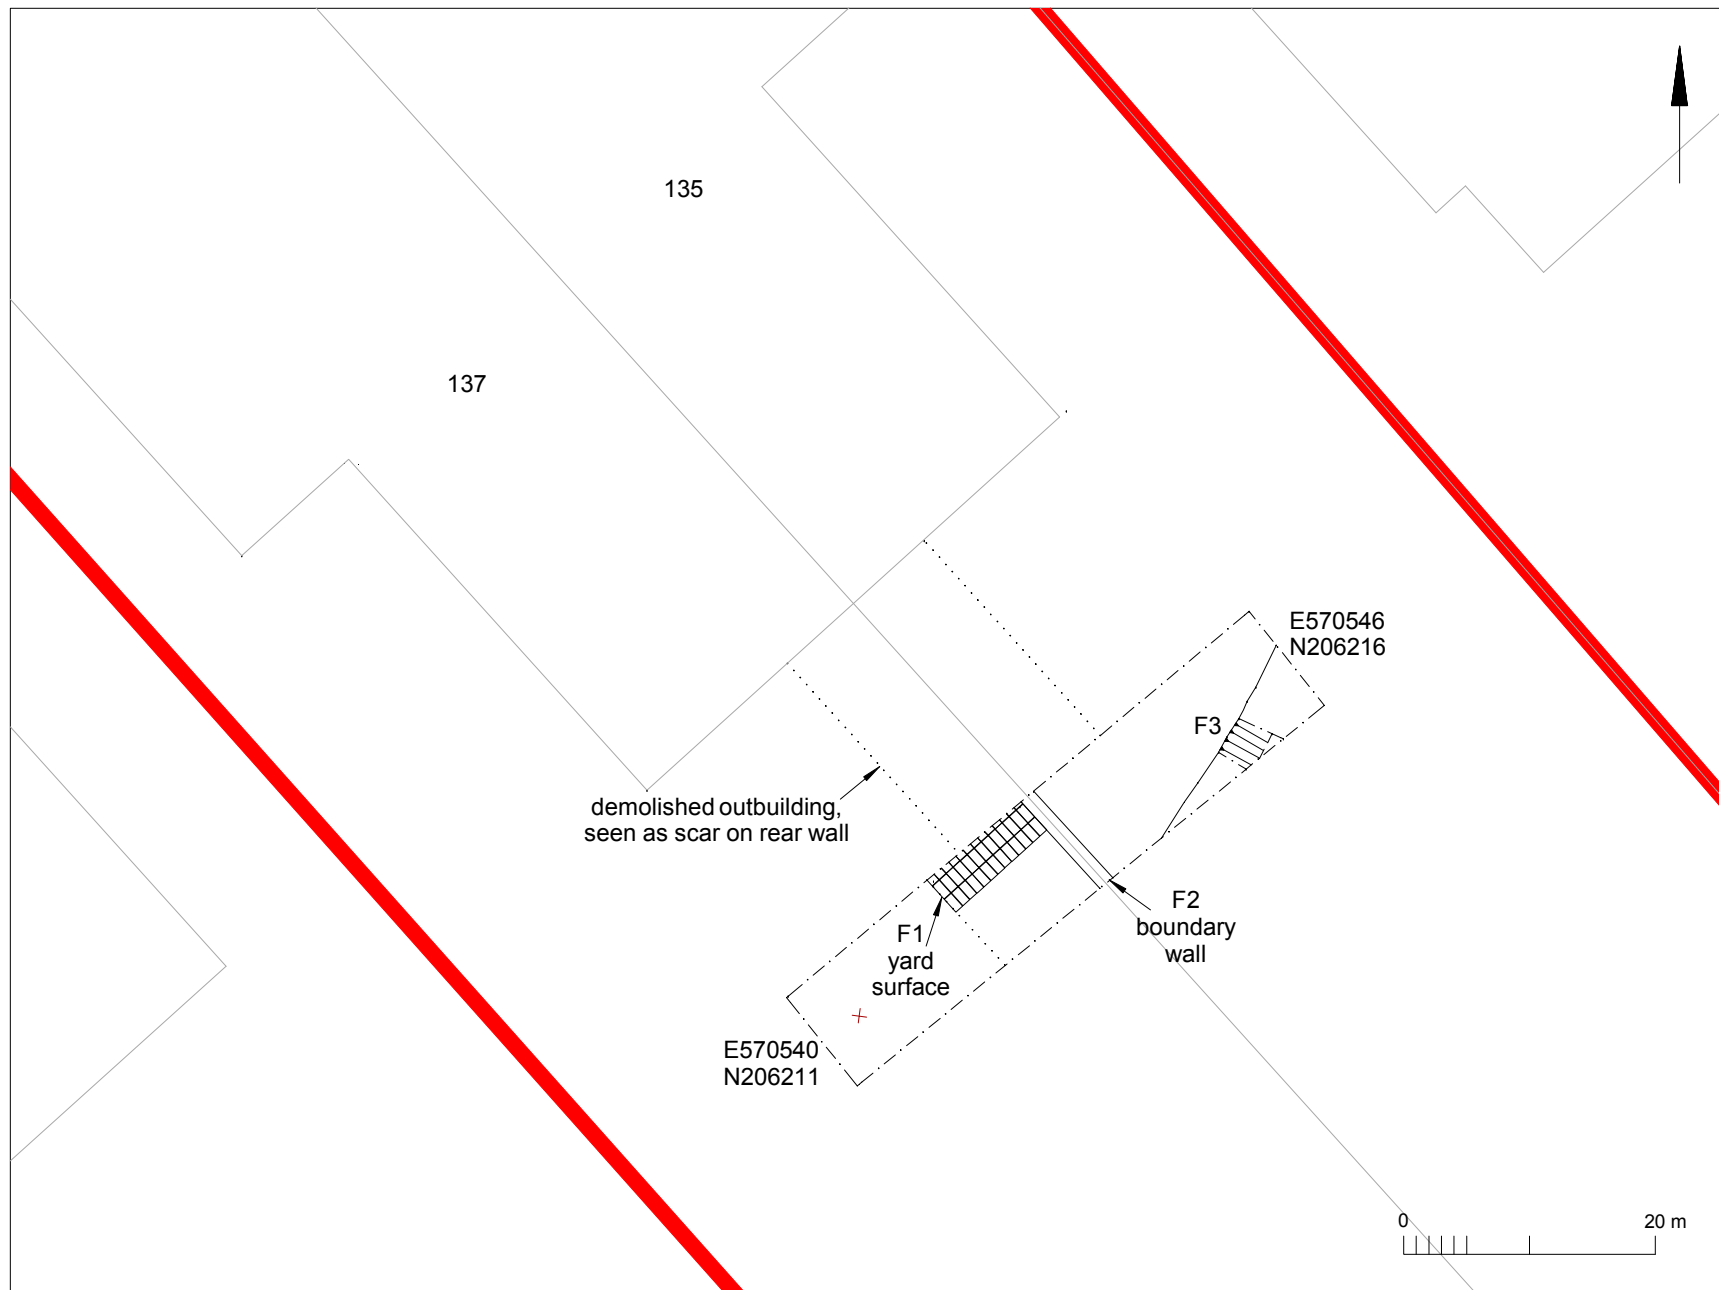 135
137
E570546
N206216
F3
demolished outbuilding,
seen as scar on rear wall
F2
boundary
wall
F1
yard
surface
E570540
N206211
0
20 m